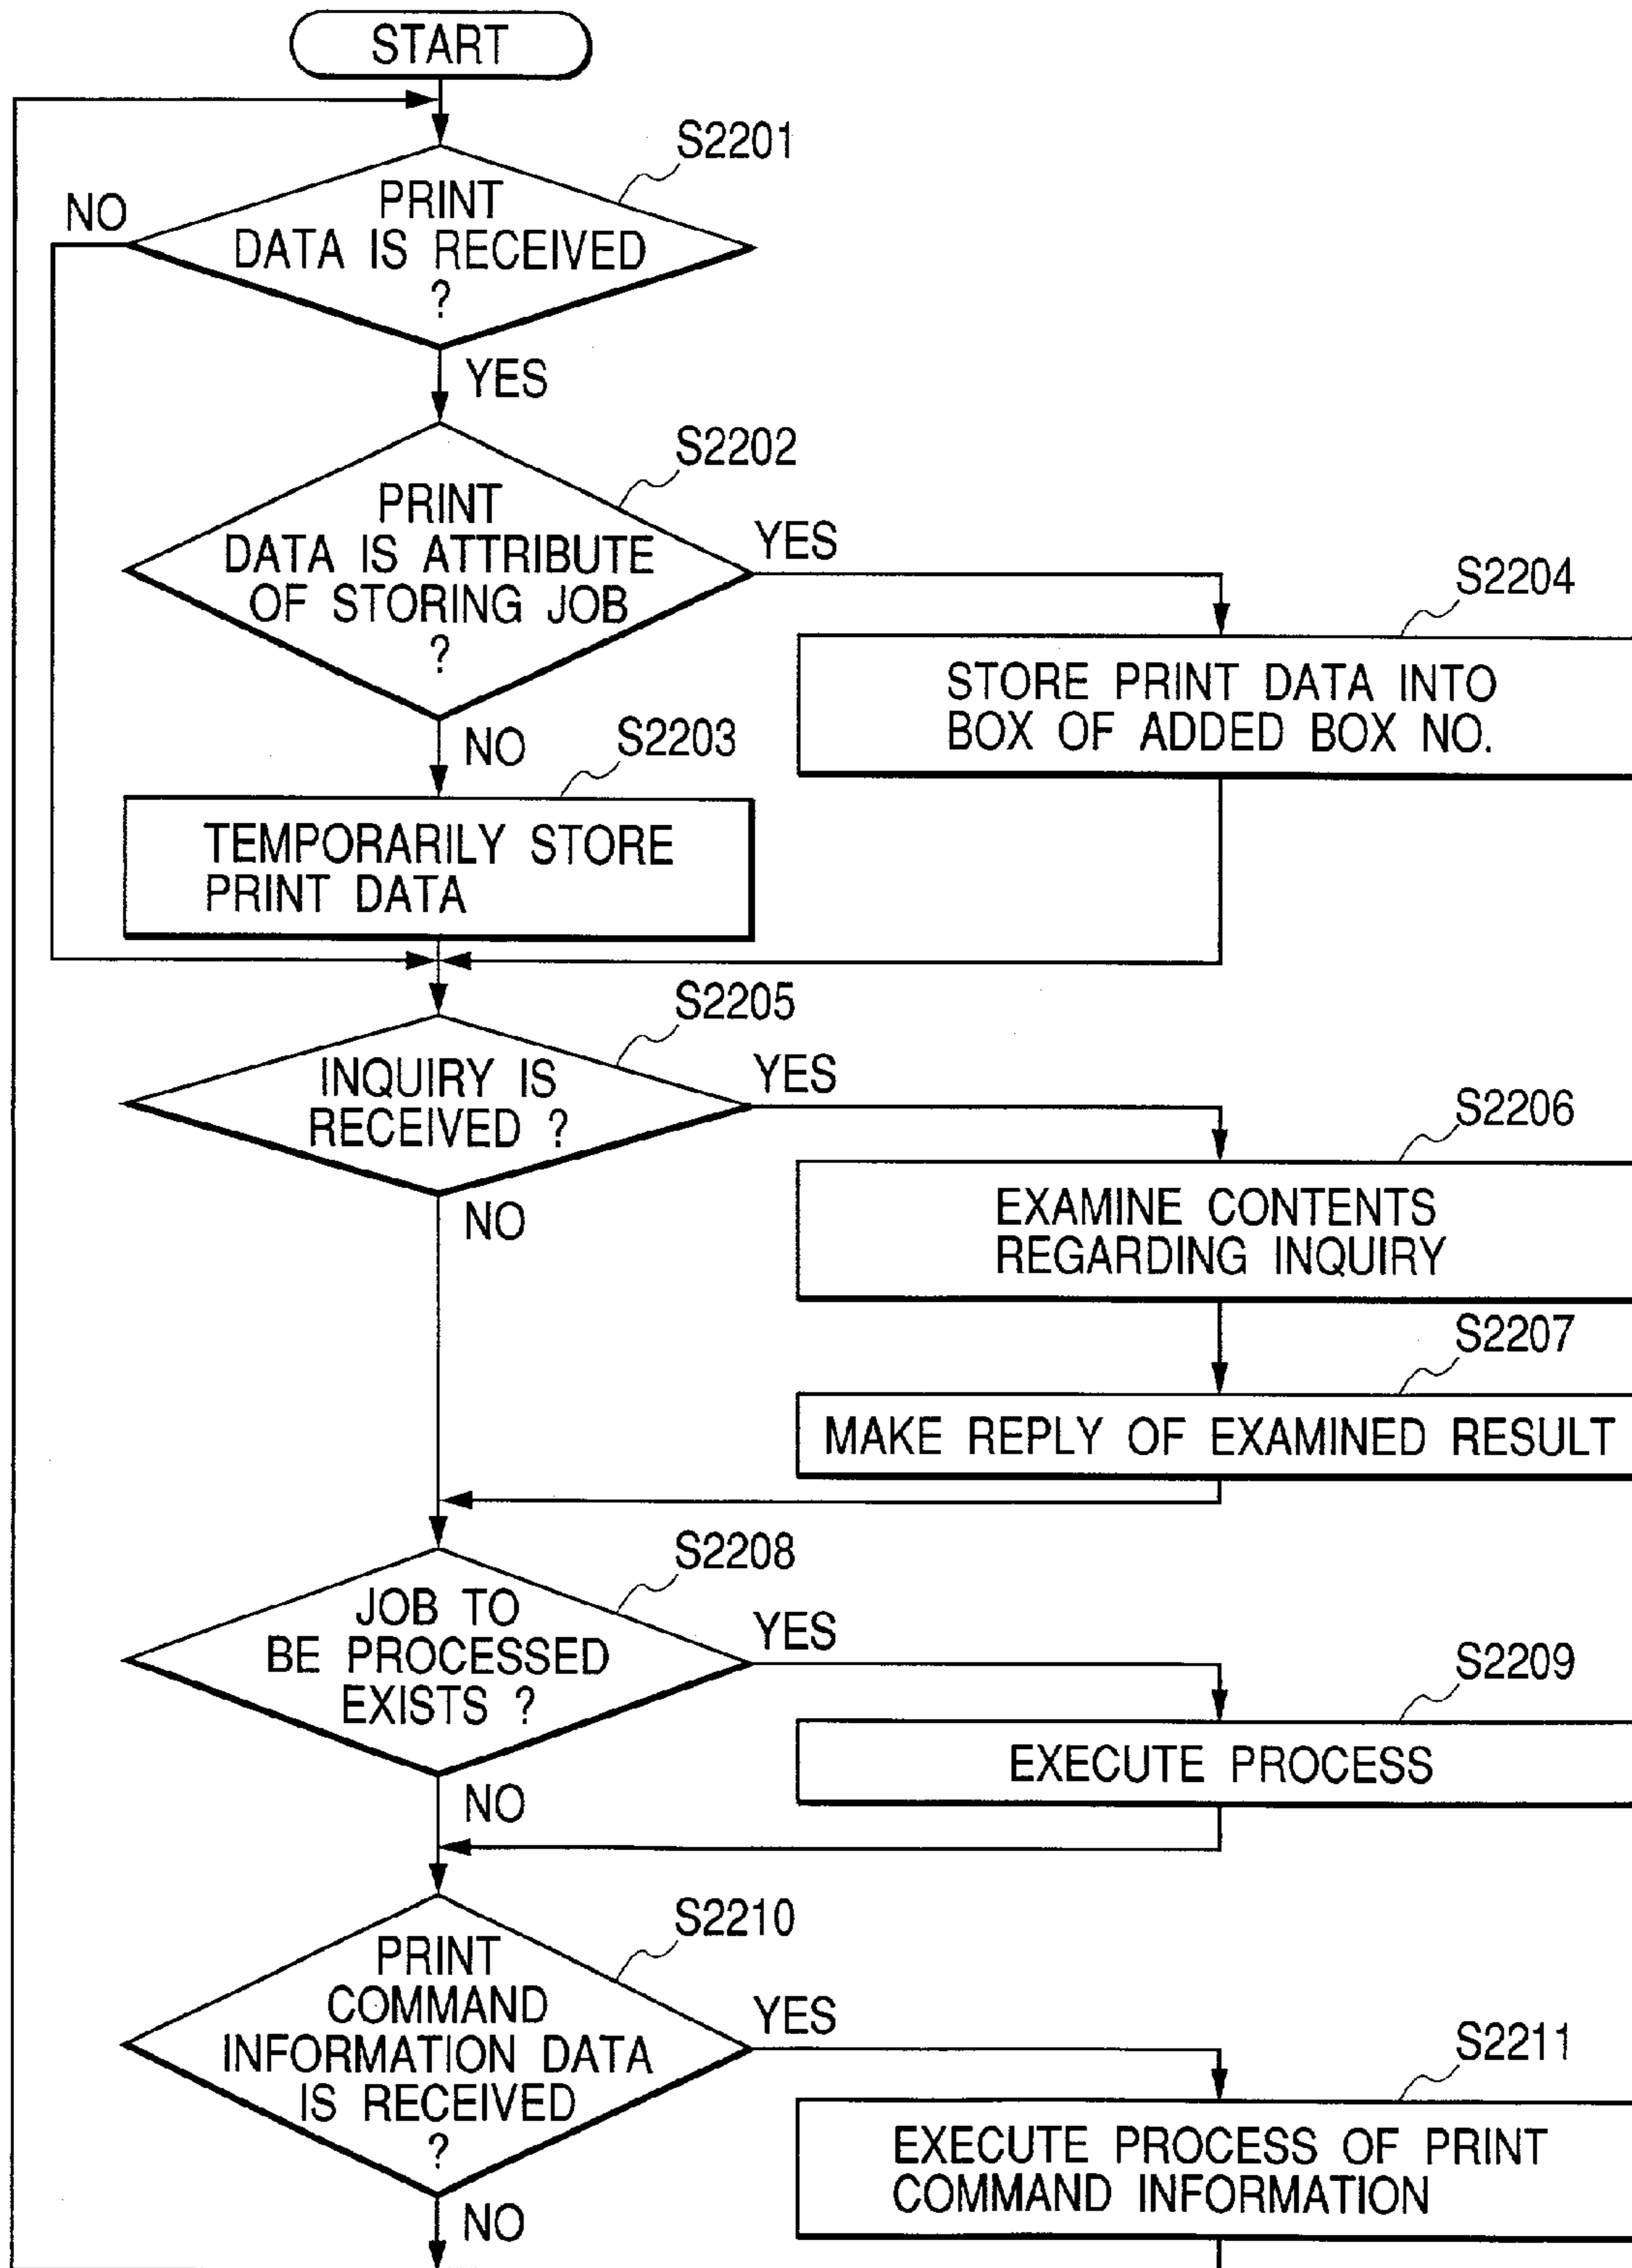 START
S2201
NO
PRINT
DATA IS RECEIVED
?
YES
S2202
PRINT
DATA IS ATTRIBUTE
OF STORING JOB
?
YES
S2204
STORE PRINT DATA INTO
BOX OF ADDED BOX NO.
NO
S2203
TEMPORARILY STORE
PRINT DATA
S2205
INQUIRY IS
RECEIVED ?
YES
S2206
EXAMINE CONTENTS
REGARDING INQUIRY
NO
S2207
MAKE REPLY OF EXAMINED RESULT
S2208
JOB TO
BE PROCESSED
EXISTS ?
YES
S2209
EXECUTE PROCESS
NO
S2210
PRINT
COMMAND
INFORMATION DATA
IS RECEIVED
?
YES
S2211
EXECUTE PROCESS OF PRINT
COMMAND INFORMATION
NO